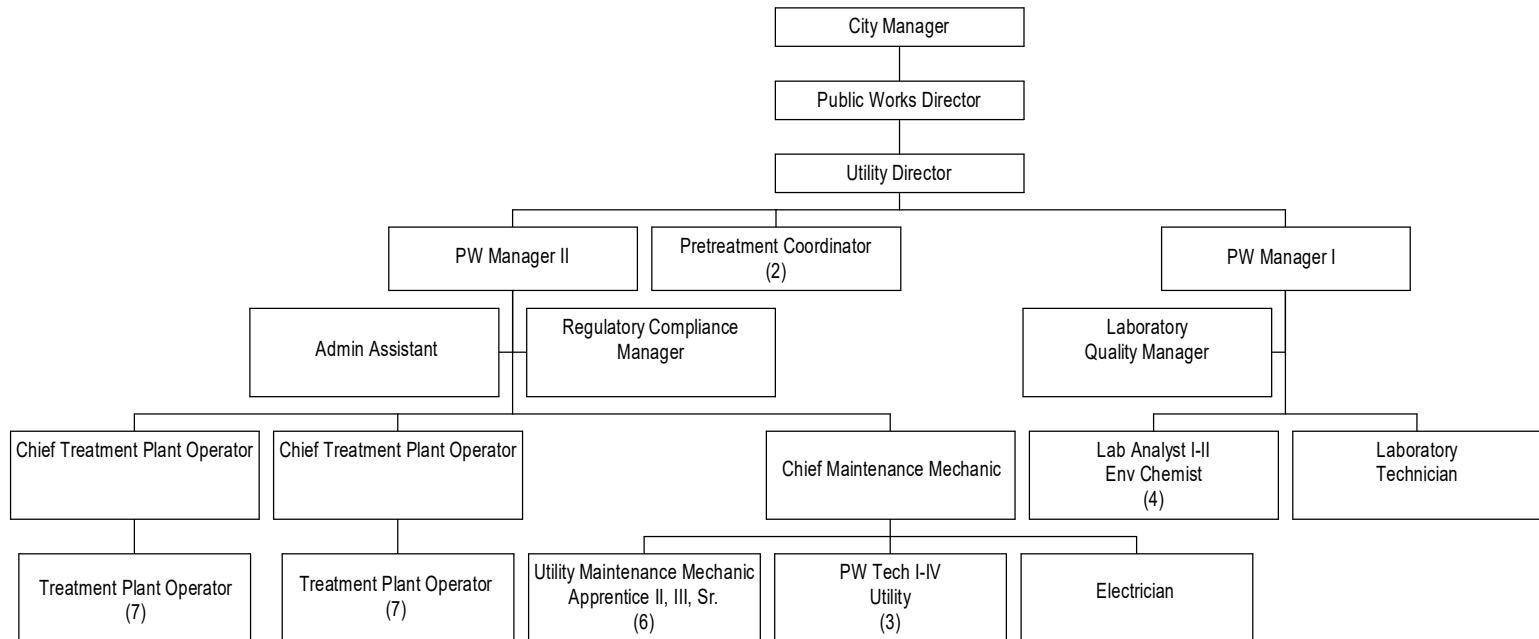 City Manager
Public Works Director
Utility Director
PW Manager II
Pretreatment Coordinator
(2)
PW Manager I
Admin Assistant
Regulatory Compliance
Manager
Laboratory
Quality Manager
Chief Treatment Plant Operator
Chief Treatment Plant Operator
Chief Maintenance Mechanic
Lab Analyst I-II
Env Chemist
(4)
Laboratory
Technician
Treatment Plant Operator
(7)
Treatment Plant Operator
(7)
Utility Maintenance Mechanic
Apprentice II, III, Sr.
(6)
PW Tech I-IV
Utility
(3)
Electrician